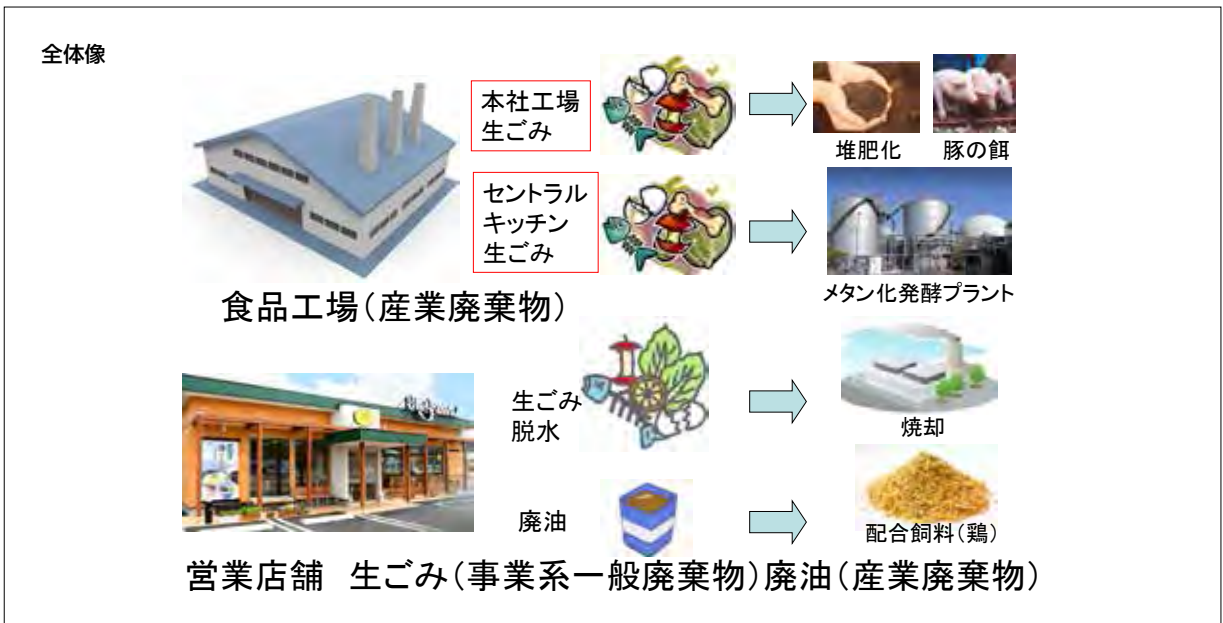 全体像
本社工場
生ごみ
堆肥化
豚の餌
セントラル
キッチン
生ごみ
メタン化発酵プラント
食品工場（産業廃棄物）
生ごみ
脱水
焼却
廃油
配合飼料（鶏）
営業店舗　生ごみ（事業系一般廃棄物）廃油（産業廃棄物）